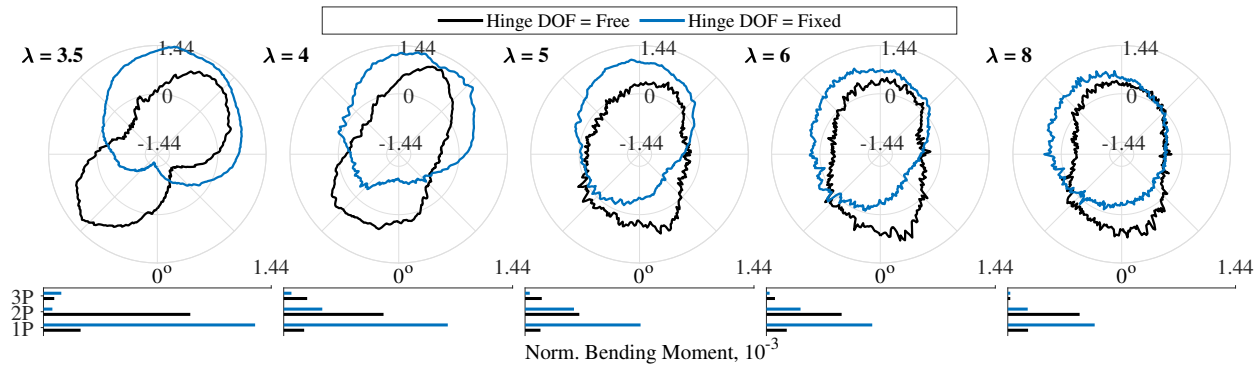 Hinge DOF = Free Hinge DOF = Fixed
λ = 3.5 1.44 λ = 4 1.44 λ = 5 1.44 λ = 6 1.44 λ = 8 1.44
0 0 0 0 0
-1.44 -1.44 -1.44 -1.44 -1.44
0° 1.44 0° 1.44 0° 1.44 0° 1.44 0° 1.44
3P
2P
1P
Norm. Bending Moment, 10⁻³